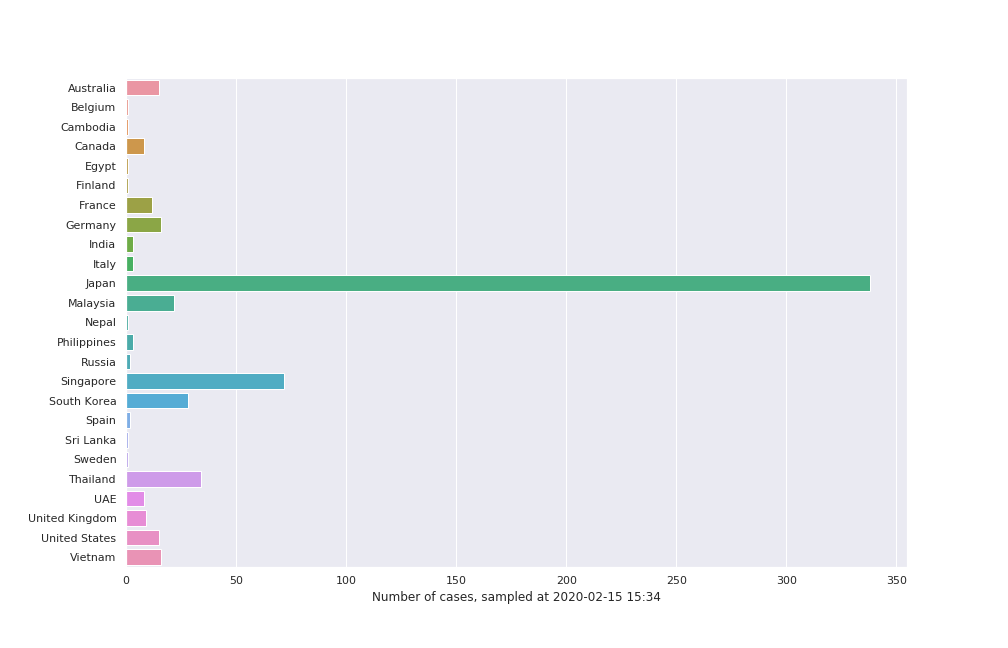 Australia
Belgium
Cambodia
Canada
Egypt
Finland
France
Germany
India
Italy
Japan
Malaysia
Nepal
Philippines
Russia
Singapore
South Korea
Spain
Sri Lanka
Sweden
Thailand
UAE
United Kingdom
United States
Vietnam
0 50 100 150 200 250 300 350
Number of cases, sampled at 2020-02-15 15:34